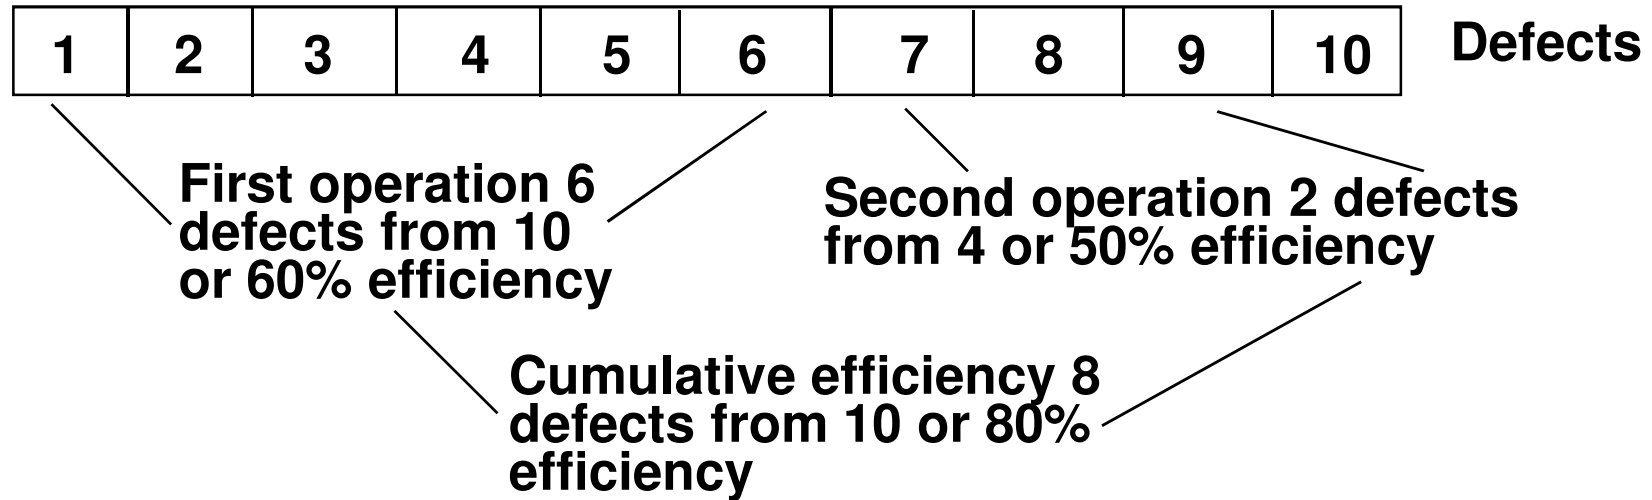 1 2 3 4 5 6 7 8 9 10 Defects
First operation 6
defects from 10
or 60% efficiency
Second operation 2 defects
from 4 or 50% efficiency
Cumulative efficiency 8
defects from 10 or 80%
efficiency